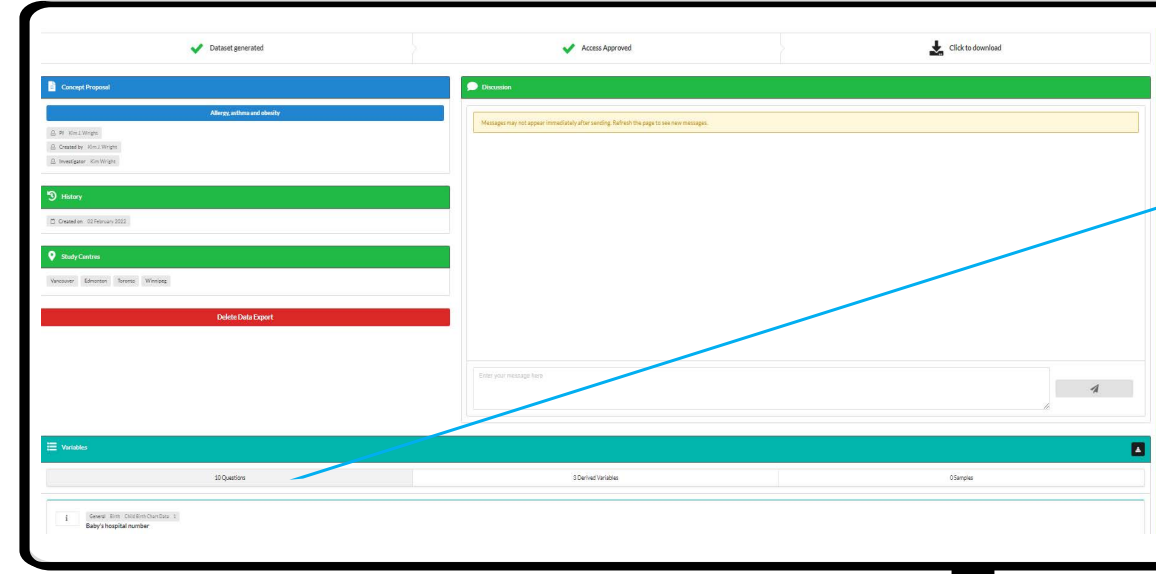 Dataset generated
Access Approved
Click to download
Concept Proposal
Allergy, asthma and obesity
PI Kim J. Wright
Created by Kim J. Wright
Investigator Kim Wright
History
Created on 02 February 2022
Study Centres
Vancouver Edmonton Toronto Winnipeg
Delete Data Export
Discussion
Messages may not appear immediately after sending. Refresh the page to see new messages.
Enter your message here
Variables
10 Questions
3 Derived Variables
0 Samples
General Birth Child Birth Chart Data 1
Baby's hospital number